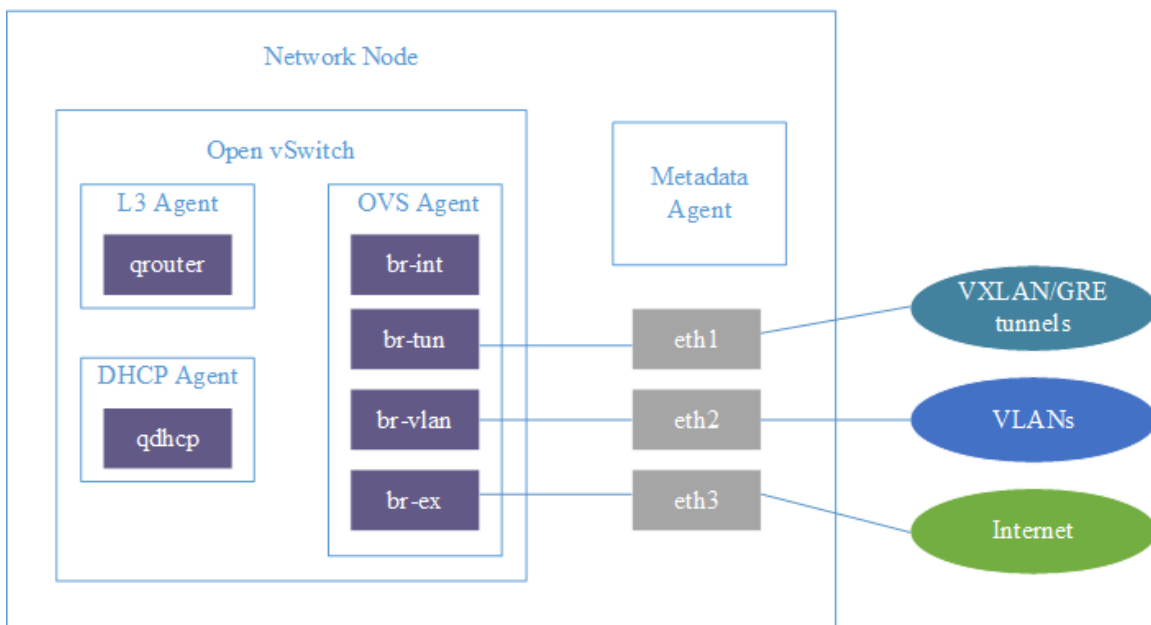 Network Node
Open vSwitch
L3 Agent
qrouter
DHCP Agent
qdhcp
OVS Agent
br-int
br-tun
br-vlan
br-ex
Metadada
Agent
eth1
eth2
eth3
VXLAN/GRE
tunnels
VLANs
Internet